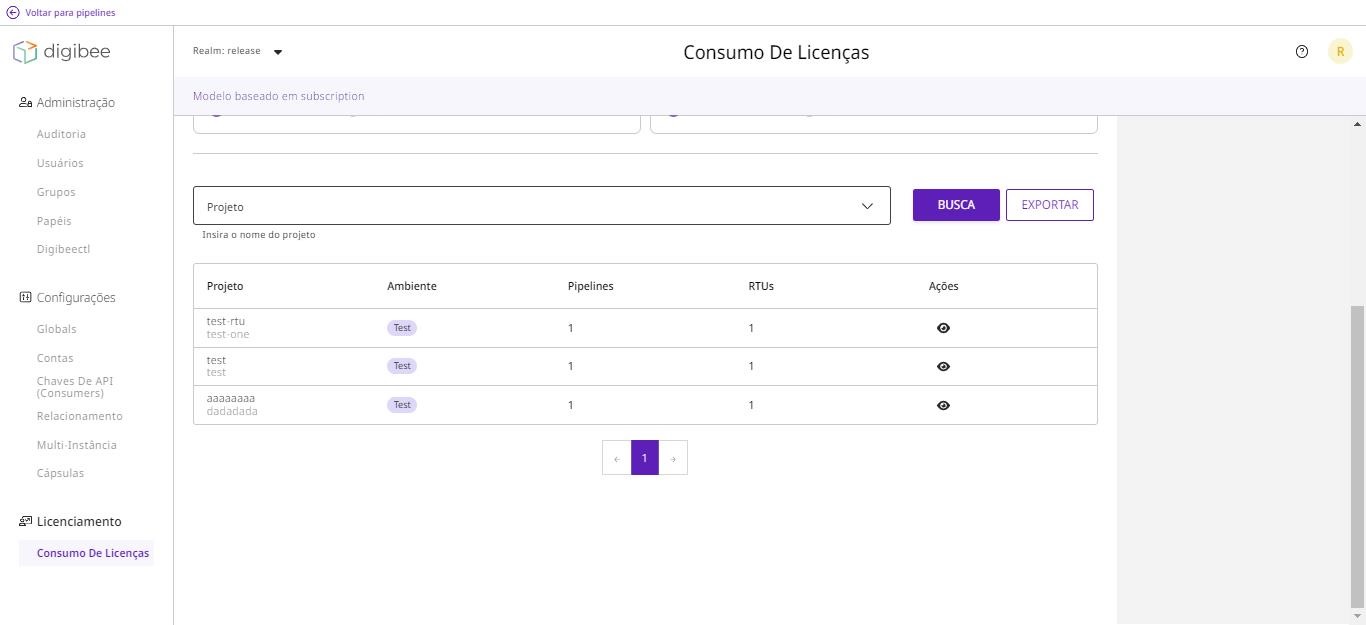 Voltar para pipelines
digibee
Realm: release
Consumo De Licenças
R
Modelo baseado em subscription
Administração
Auditoria
Usuários
Grupos
Papéis
Digibeectl
Configurações
Globals
Contas
Chaves De API
(Consumers)
Relacionamento
Multi-Instância
Cápsulas
Licenciamento
Consumo De Licenças
Projeto
Insira o nome do projeto
BUSCA
EXPORTAR
Projeto Ambiente Pipelines RTUs Ações
test-rtu
test-one
Test 1 1
test
test
Test 1 1
aaaaaaaa
dadadada
Test 1 1
← 1 →